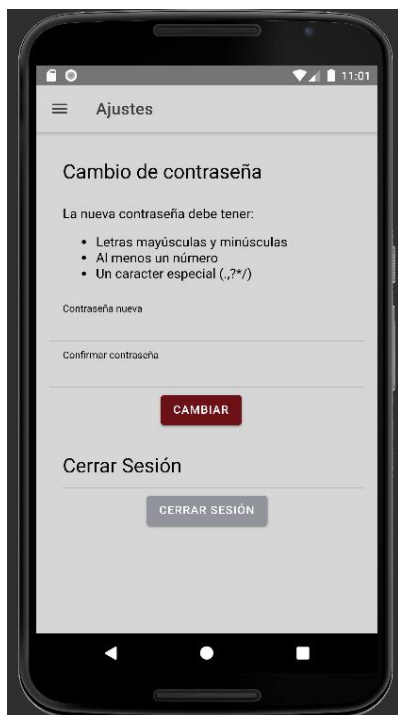 11:01
Ajustes
Cambio de contraseña
La nueva contraseña debe tener:
Letras mayúsculas y minúsculas
Al menos un número
Un caracter especial (.,?*/)
Contraseña nueva
Confirmar contraseña
CAMBIAR
Cerrar Sesión
CERRAR SESIÓN